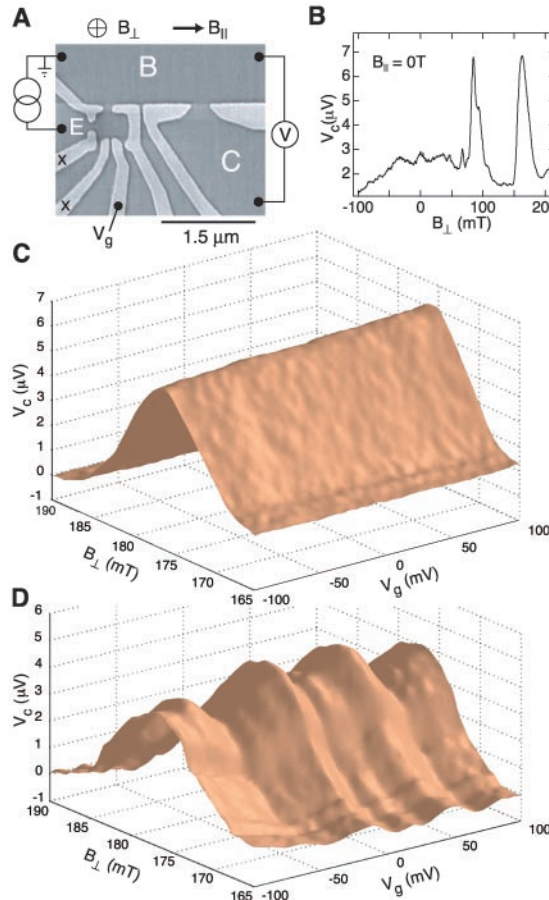 A
⊕ B⊥ → B||
B
E
C
V
x
x
Vg
1.5 μm
B
7
6
5
4
3
2
Vc(μV)
B|| = 0T
-100 0 100 200
B⊥ (mT)
C
7
6
5
4
3
2
1
0
-1
Vc (μV)
190
185
180
175
170
165
B⊥ (mT)
-100
-50
0
50
100
Vg (mV)
D
6
5
4
3
2
1
0
-1
Vc (μV)
190
185
180
175
170
165
B⊥ (mT)
-100
-50
0
50
100
Vg (mV)